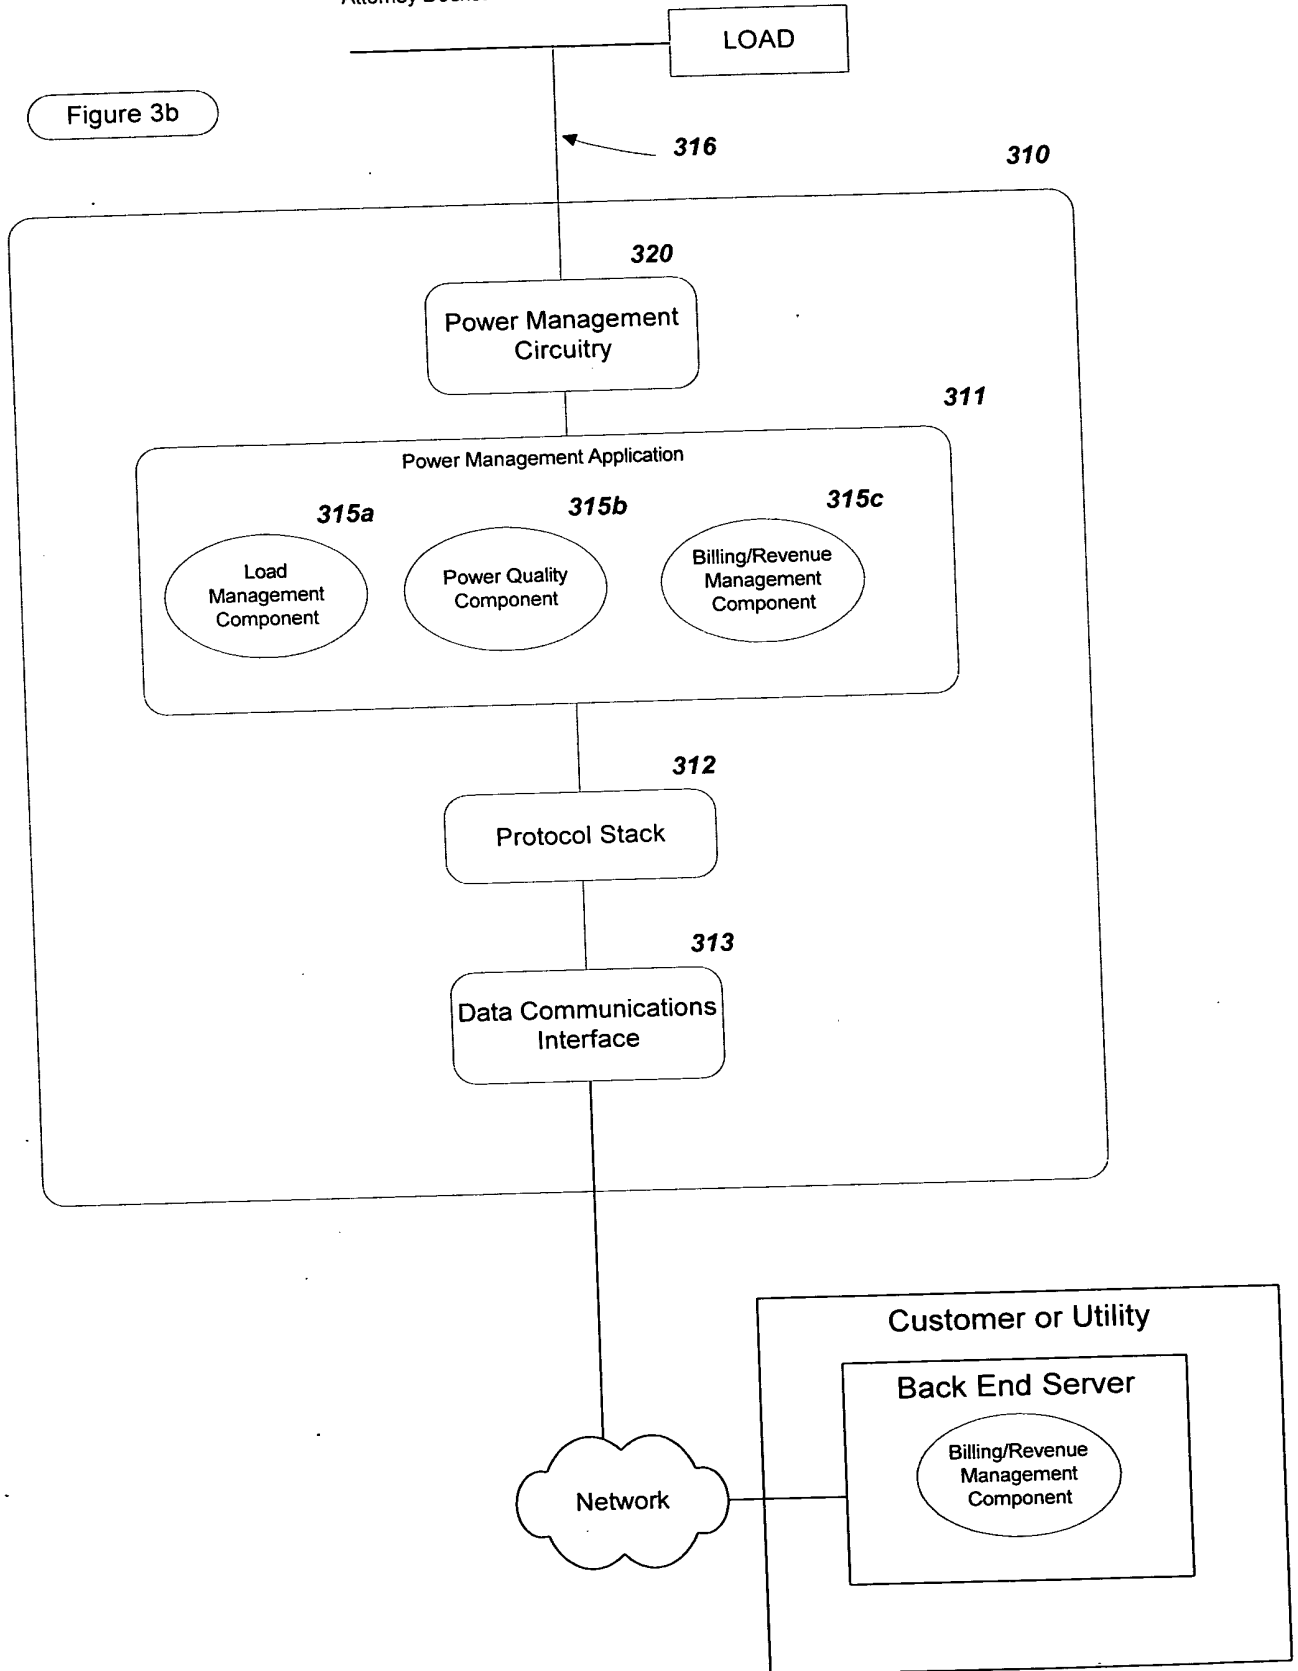 Attorney
LOAD
Figure 3b
316
310
320
Power Management
Circuitry
311
Power Management Application
315a
315b
315c
Load
Management
Component
Power Quality
Component
Billing/Revenue
Management
Component
312
Protocol Stack
313
Data Communications
Interface
Customer or Utility
Back End Server
Billing/Revenue
Management
Component
Network